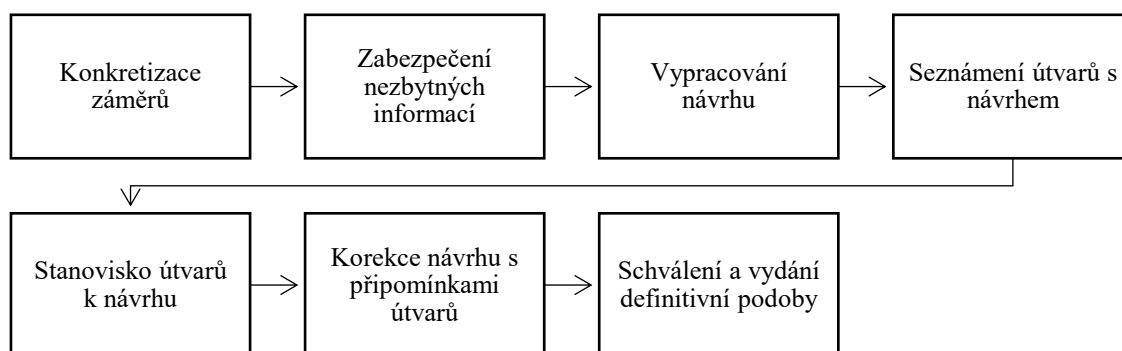 Konkretizace
záměrů
Zabezpečení
nezbytných
informací
Vypracování
návrhu
Seznámení útvarů s
návrhem
Stanovisko útvarů
k návrhu
Korekce návrhu s
připomínkami
útvarů
Schválení a vydání
definitivní podoby